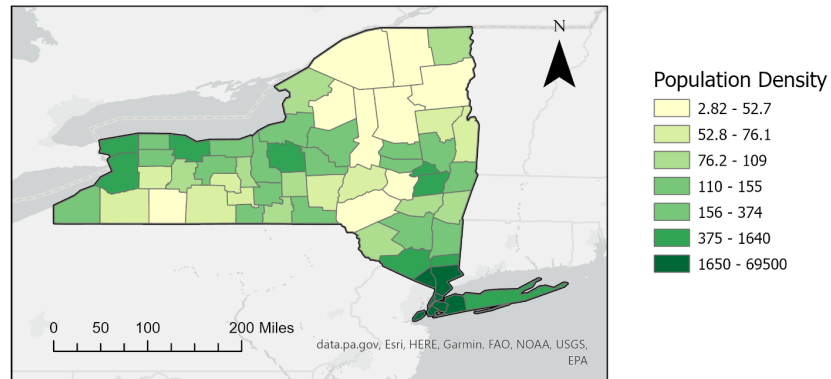 N
Population Density
2.82 - 52.7
52.8 - 76.1
76.2 - 109
110 - 155
156 - 374
375 - 1640
1650 - 69500
0 50 100 200 Miles
data.pa.gov, Esri, HERE, Garmin, FAO, NOAA, USGS,
EPA